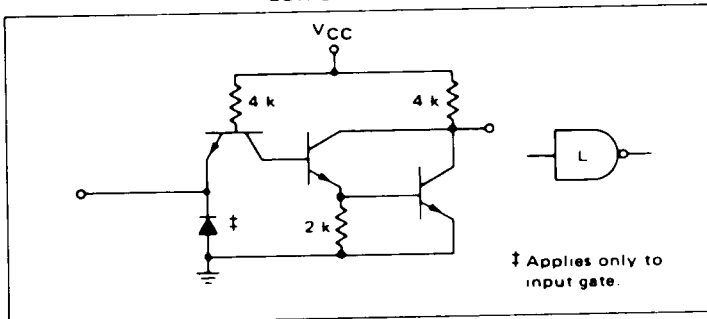 VCC
4 k
4 k
L
‡
2 k
‡ Applies only to
input gate.